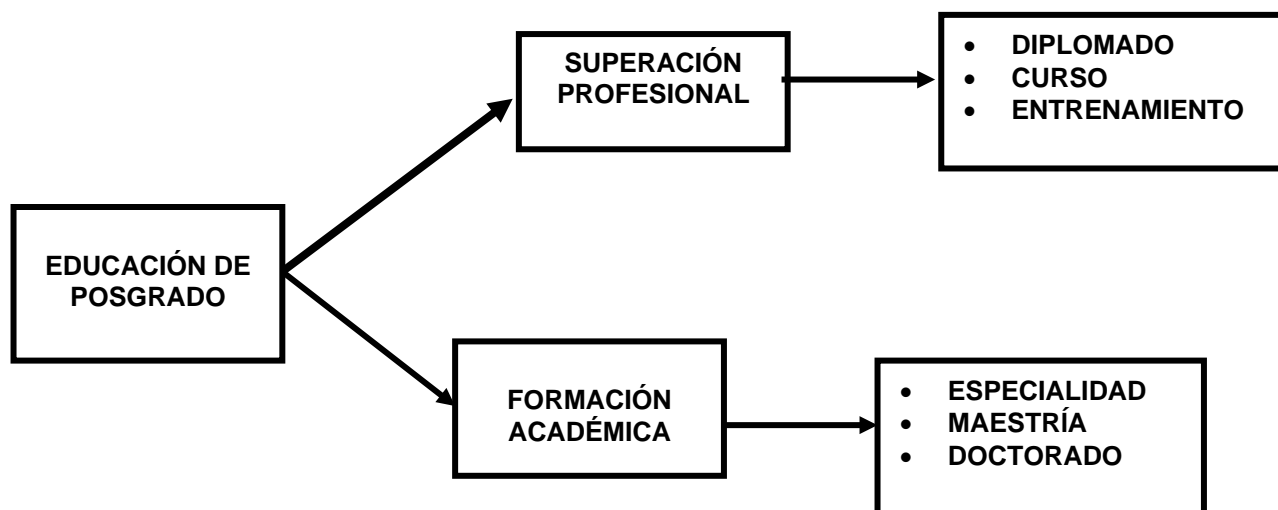 SUPERACIÓN
PROFESIONAL
• DIPLOMADO
• CURSO
• ENTRENAMIENTO
EDUCACIÓN DE
POSGRADO
FORMACIÓN
ACADÉMICA
• ESPECIALIDAD
• MAESTRÍA
• DOCTORADO